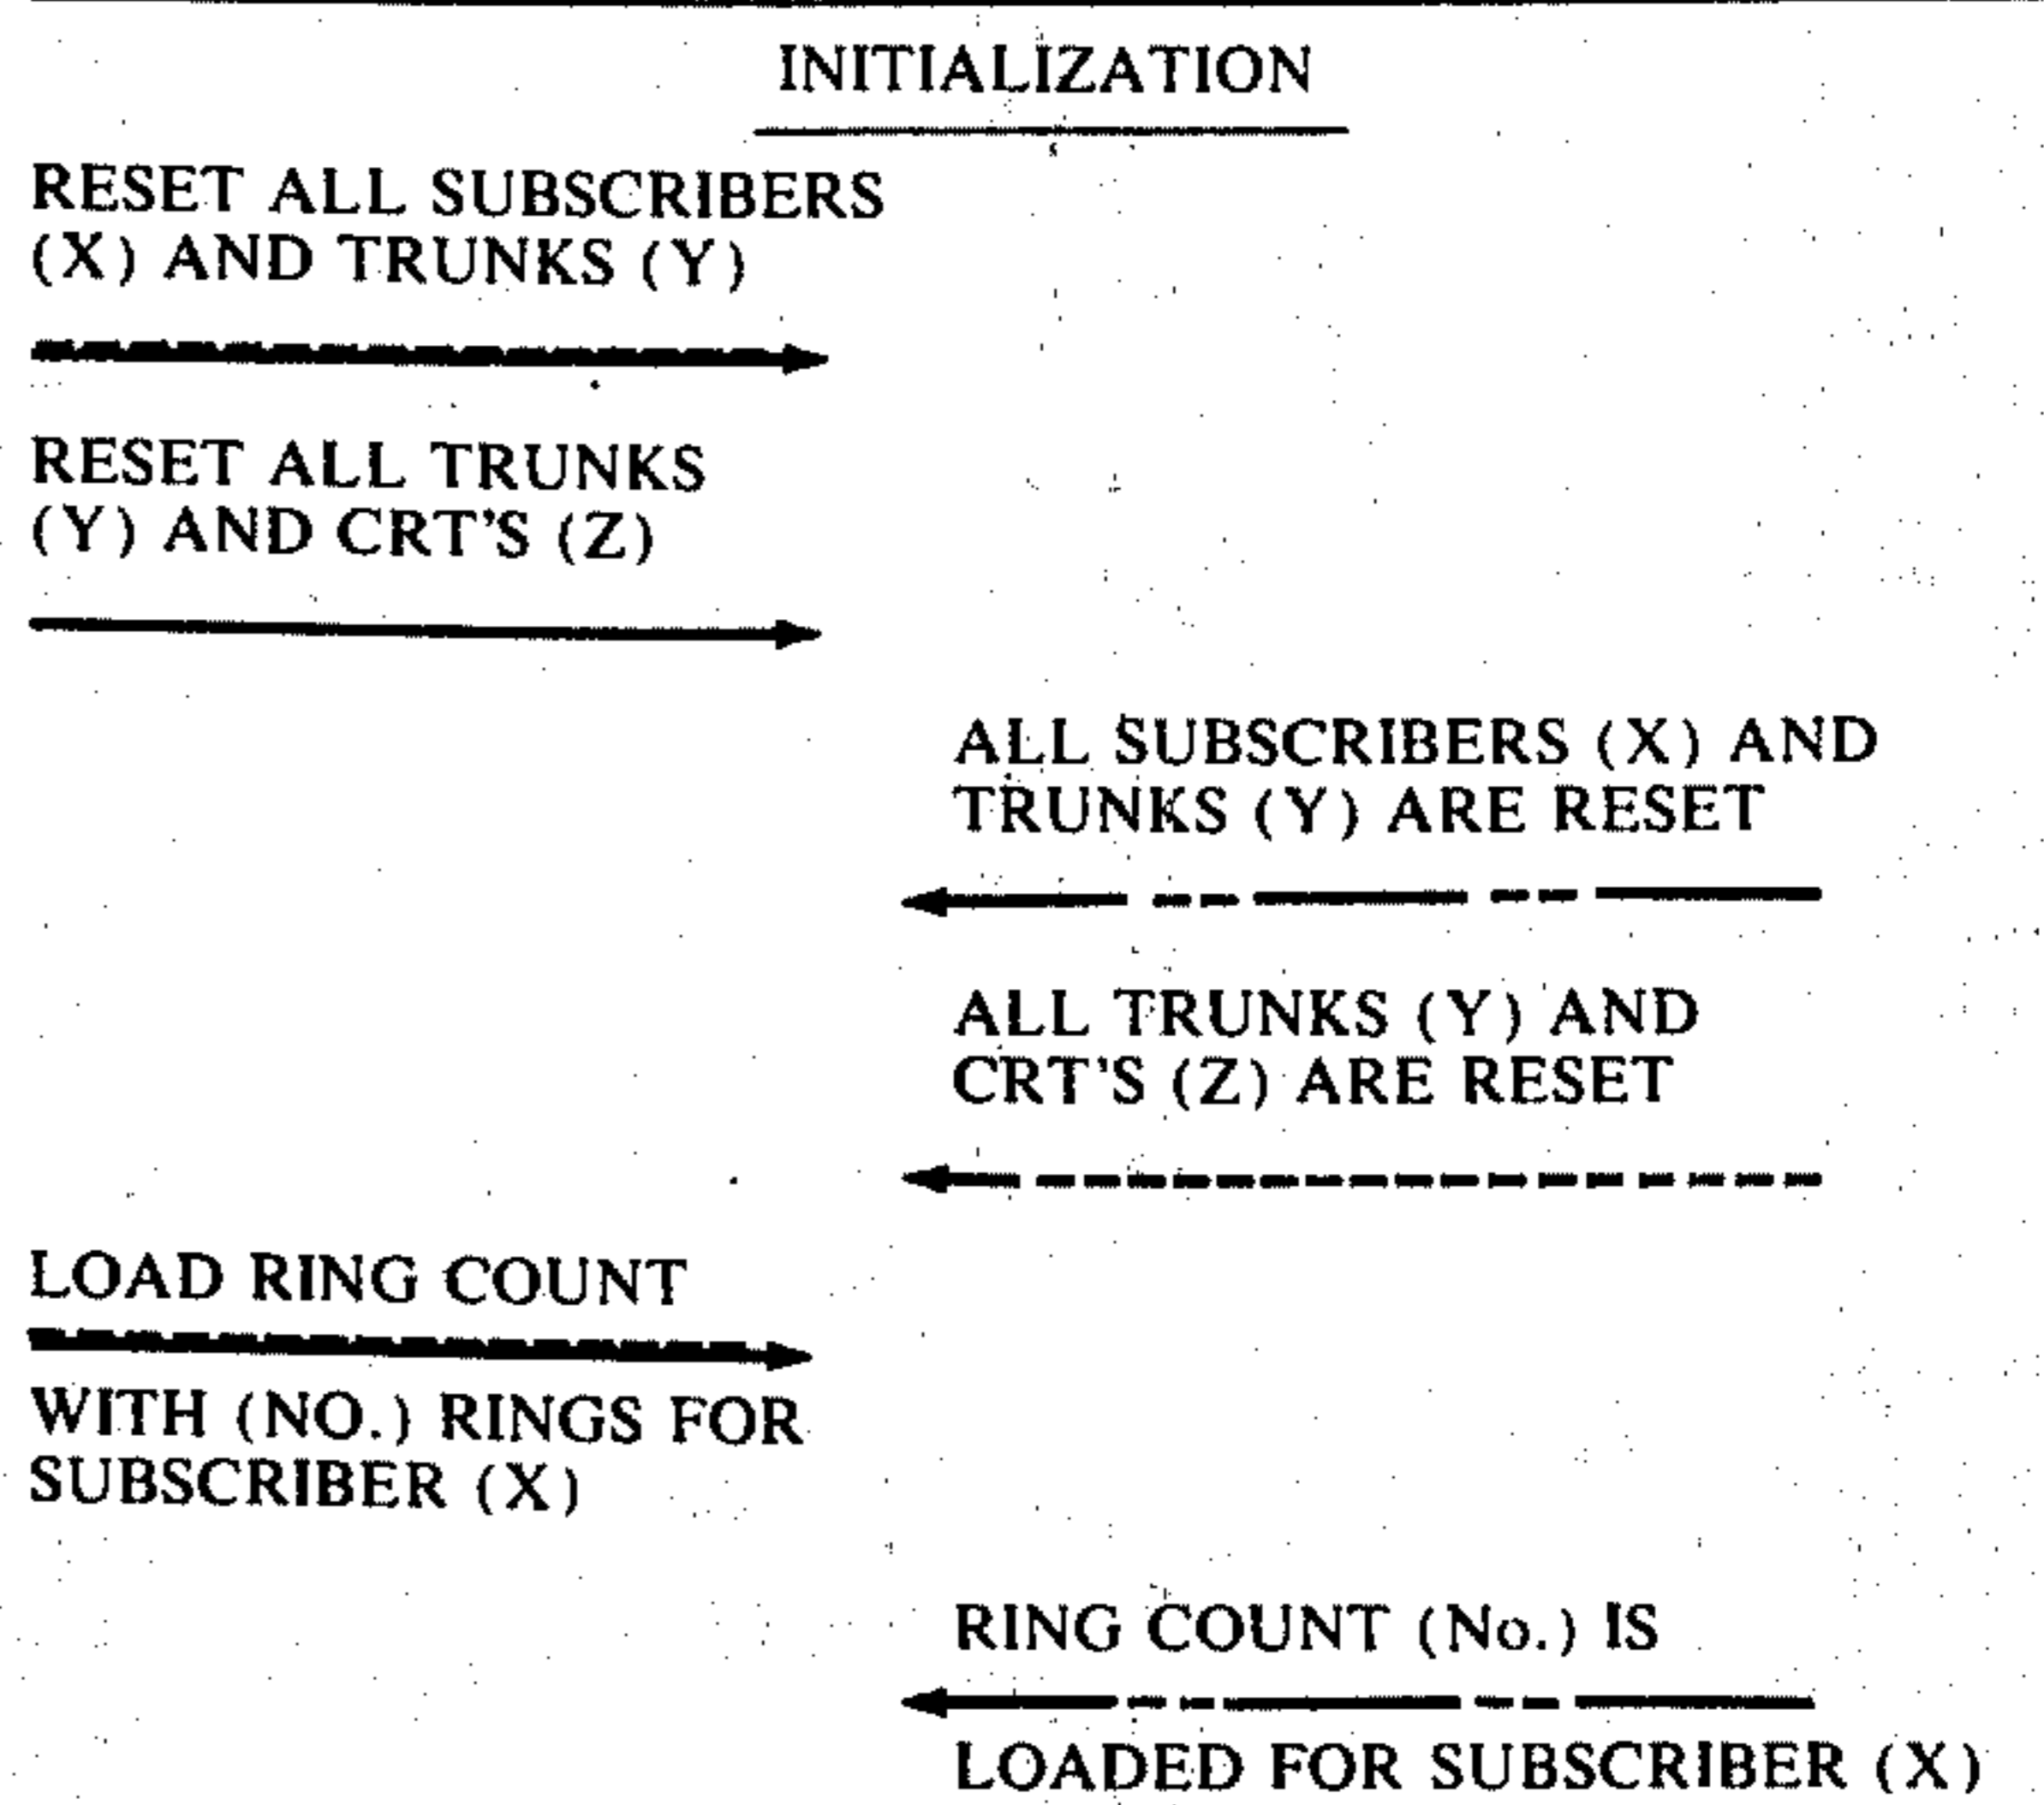 INITIALIZATION
RESET ALL SUBSCRIBERS
(X) AND TRUNKS (Y)
RESET ALL TRUNKS
(Y) AND CRT'S (Z)
ALL SUBSCRIBERS (X) AND
TRUNKS (Y) ARE RESET
ALL TRUNKS (Y) AND
CRT'S (Z) ARE RESET
LOAD RING COUNT
WITH (NO.) RINGS FOR
SUBSCRIBER (X)
RING COUNT (No.) IS
LOADED FOR SUBSCRIBER (X)